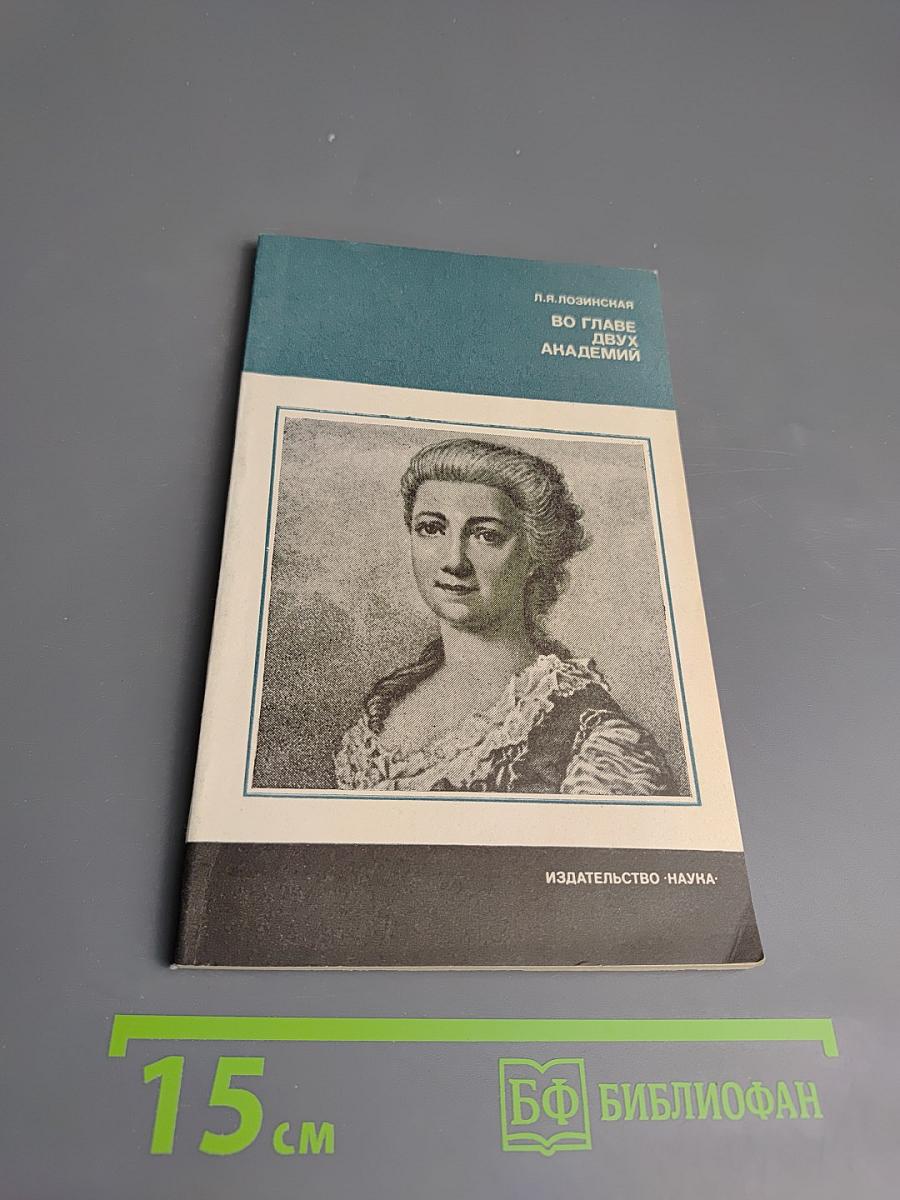 Л.Я.ЛОЗИНСКАЯ
ВО ГЛАВЕ
ДВУХ
АКАДЕМИЙ
ИЗДАТЕЛЬСТВО ·НАУКА·
15 см
БФ БИБЛИОФАН